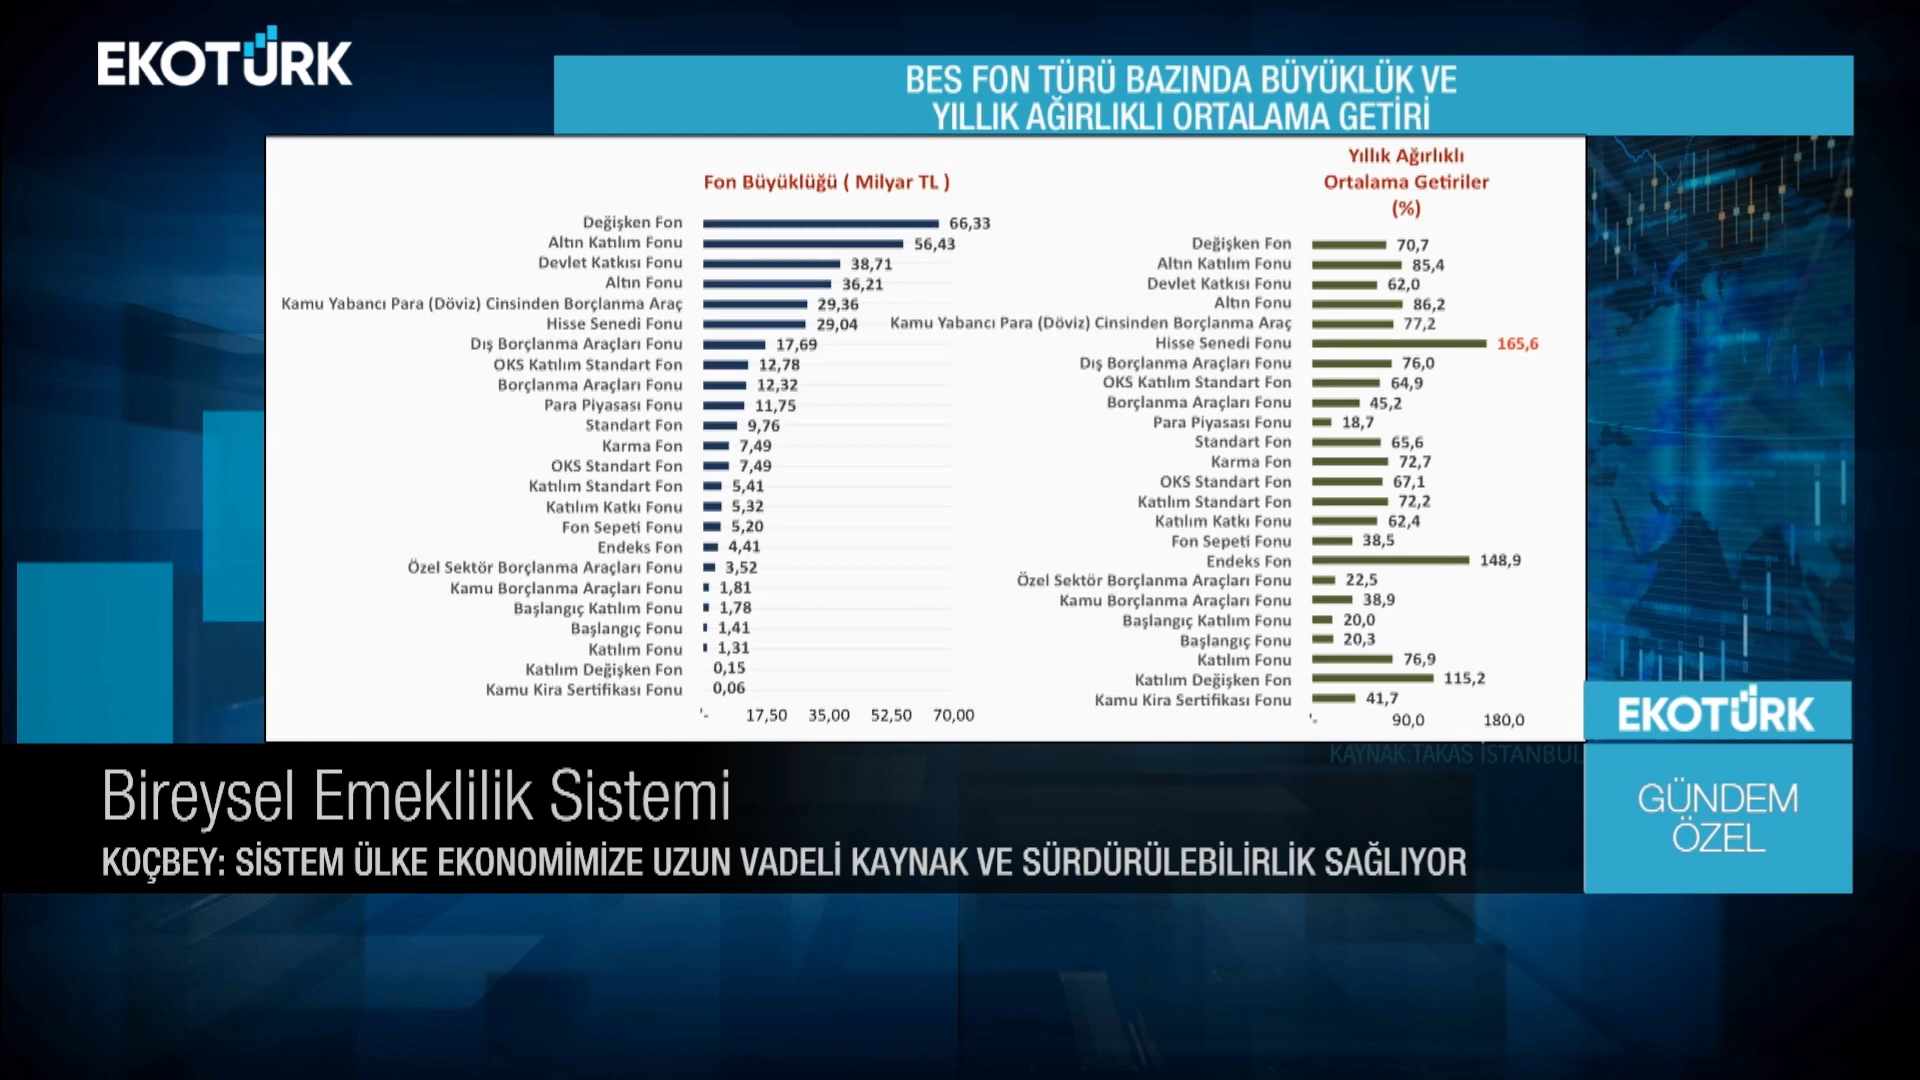 EKOTÜRK
BES FON TÜRÜ BAZINDA BÜYÜKLÜK VE
YILLIK AĞIRLIKLI ORTALAMA GETİRİ
Fon Büyüklüğü ( Milyar TL )
Değişken Fon 66,33
Altın Katılım Fonu 56,43
Devlet Katkısı Fonu 38,71
Altın Fonu 36,21
Kamu Yabancı Para (Döviz) Cinsinden Borçlanma Araç 29,36
Hisse Senedi Fonu 29,04
Dış Borçlanma Araçları Fonu 17,69
OKS Katılım Standart Fon 12,78
Borçlanma Araçları Fonu 12,32
Para Piyasası Fonu 11,75
Standart Fon 9,76
Karma Fon 7,49
OKS Standart Fon 7,49
Katılım Standart Fon 5,41
Katılım Katkı Fonu 5,32
Fon Sepeti Fonu 5,20
Endeks Fon 4,41
Özel Sektör Borçlanma Araçları Fonu 3,52
Kamu Borçlanma Araçları Fonu 1,81
Başlangıç Katılım Fonu 1,78
Başlangıç Fonu 1,41
Katılım Fonu 1,31
Katılım Değişken Fon 0,15
Kamu Kira Sertifikası Fonu 0,06
'- 17,50 35,00 52,50 70,00
Yıllık Ağırlıklı
Ortalama Getiriler
(%)
Değişken Fon 70,7
Altın Katılım Fonu 85,4
Devlet Katkısı Fonu 62,0
Altın Fonu 86,2
Kamu Yabancı Para (Döviz) Cinsinden Borçlanma Araç 77,2
Hisse Senedi Fonu 165,6
Dış Borçlanma Araçları Fonu 76,0
OKS Katılım Standart Fon 64,9
Borçlanma Araçları Fonu 45,2
Para Piyasası Fonu 18,7
Standart Fon 65,6
Karma Fon 72,7
OKS Standart Fon 67,1
Katılım Standart Fon 72,2
Katılım Katkı Fonu 62,4
Fon Sepeti Fonu 38,5
Endeks Fon 148,9
Özel Sektör Borçlanma Araçları Fonu 22,5
Kamu Borçlanma Araçları Fonu 38,9
Başlangıç Katılım Fonu 20,0
Başlangıç Fonu 20,3
Katılım Fonu 76,9
Katılım Değişken Fon 115,2
Kamu Kira Sertifikası Fonu 41,7
'- 90,0 180,0
EKOTÜRK
KAYNAK:TAKAS İSTANBUL
Bireysel Emeklilik Sistemi
KOÇBEY: SİSTEM ÜLKE EKONOMİMİZE UZUN VADELİ KAYNAK VE SÜRDÜRÜLEBİLİRLİK SAĞLIYOR
GÜNDEM
ÖZEL